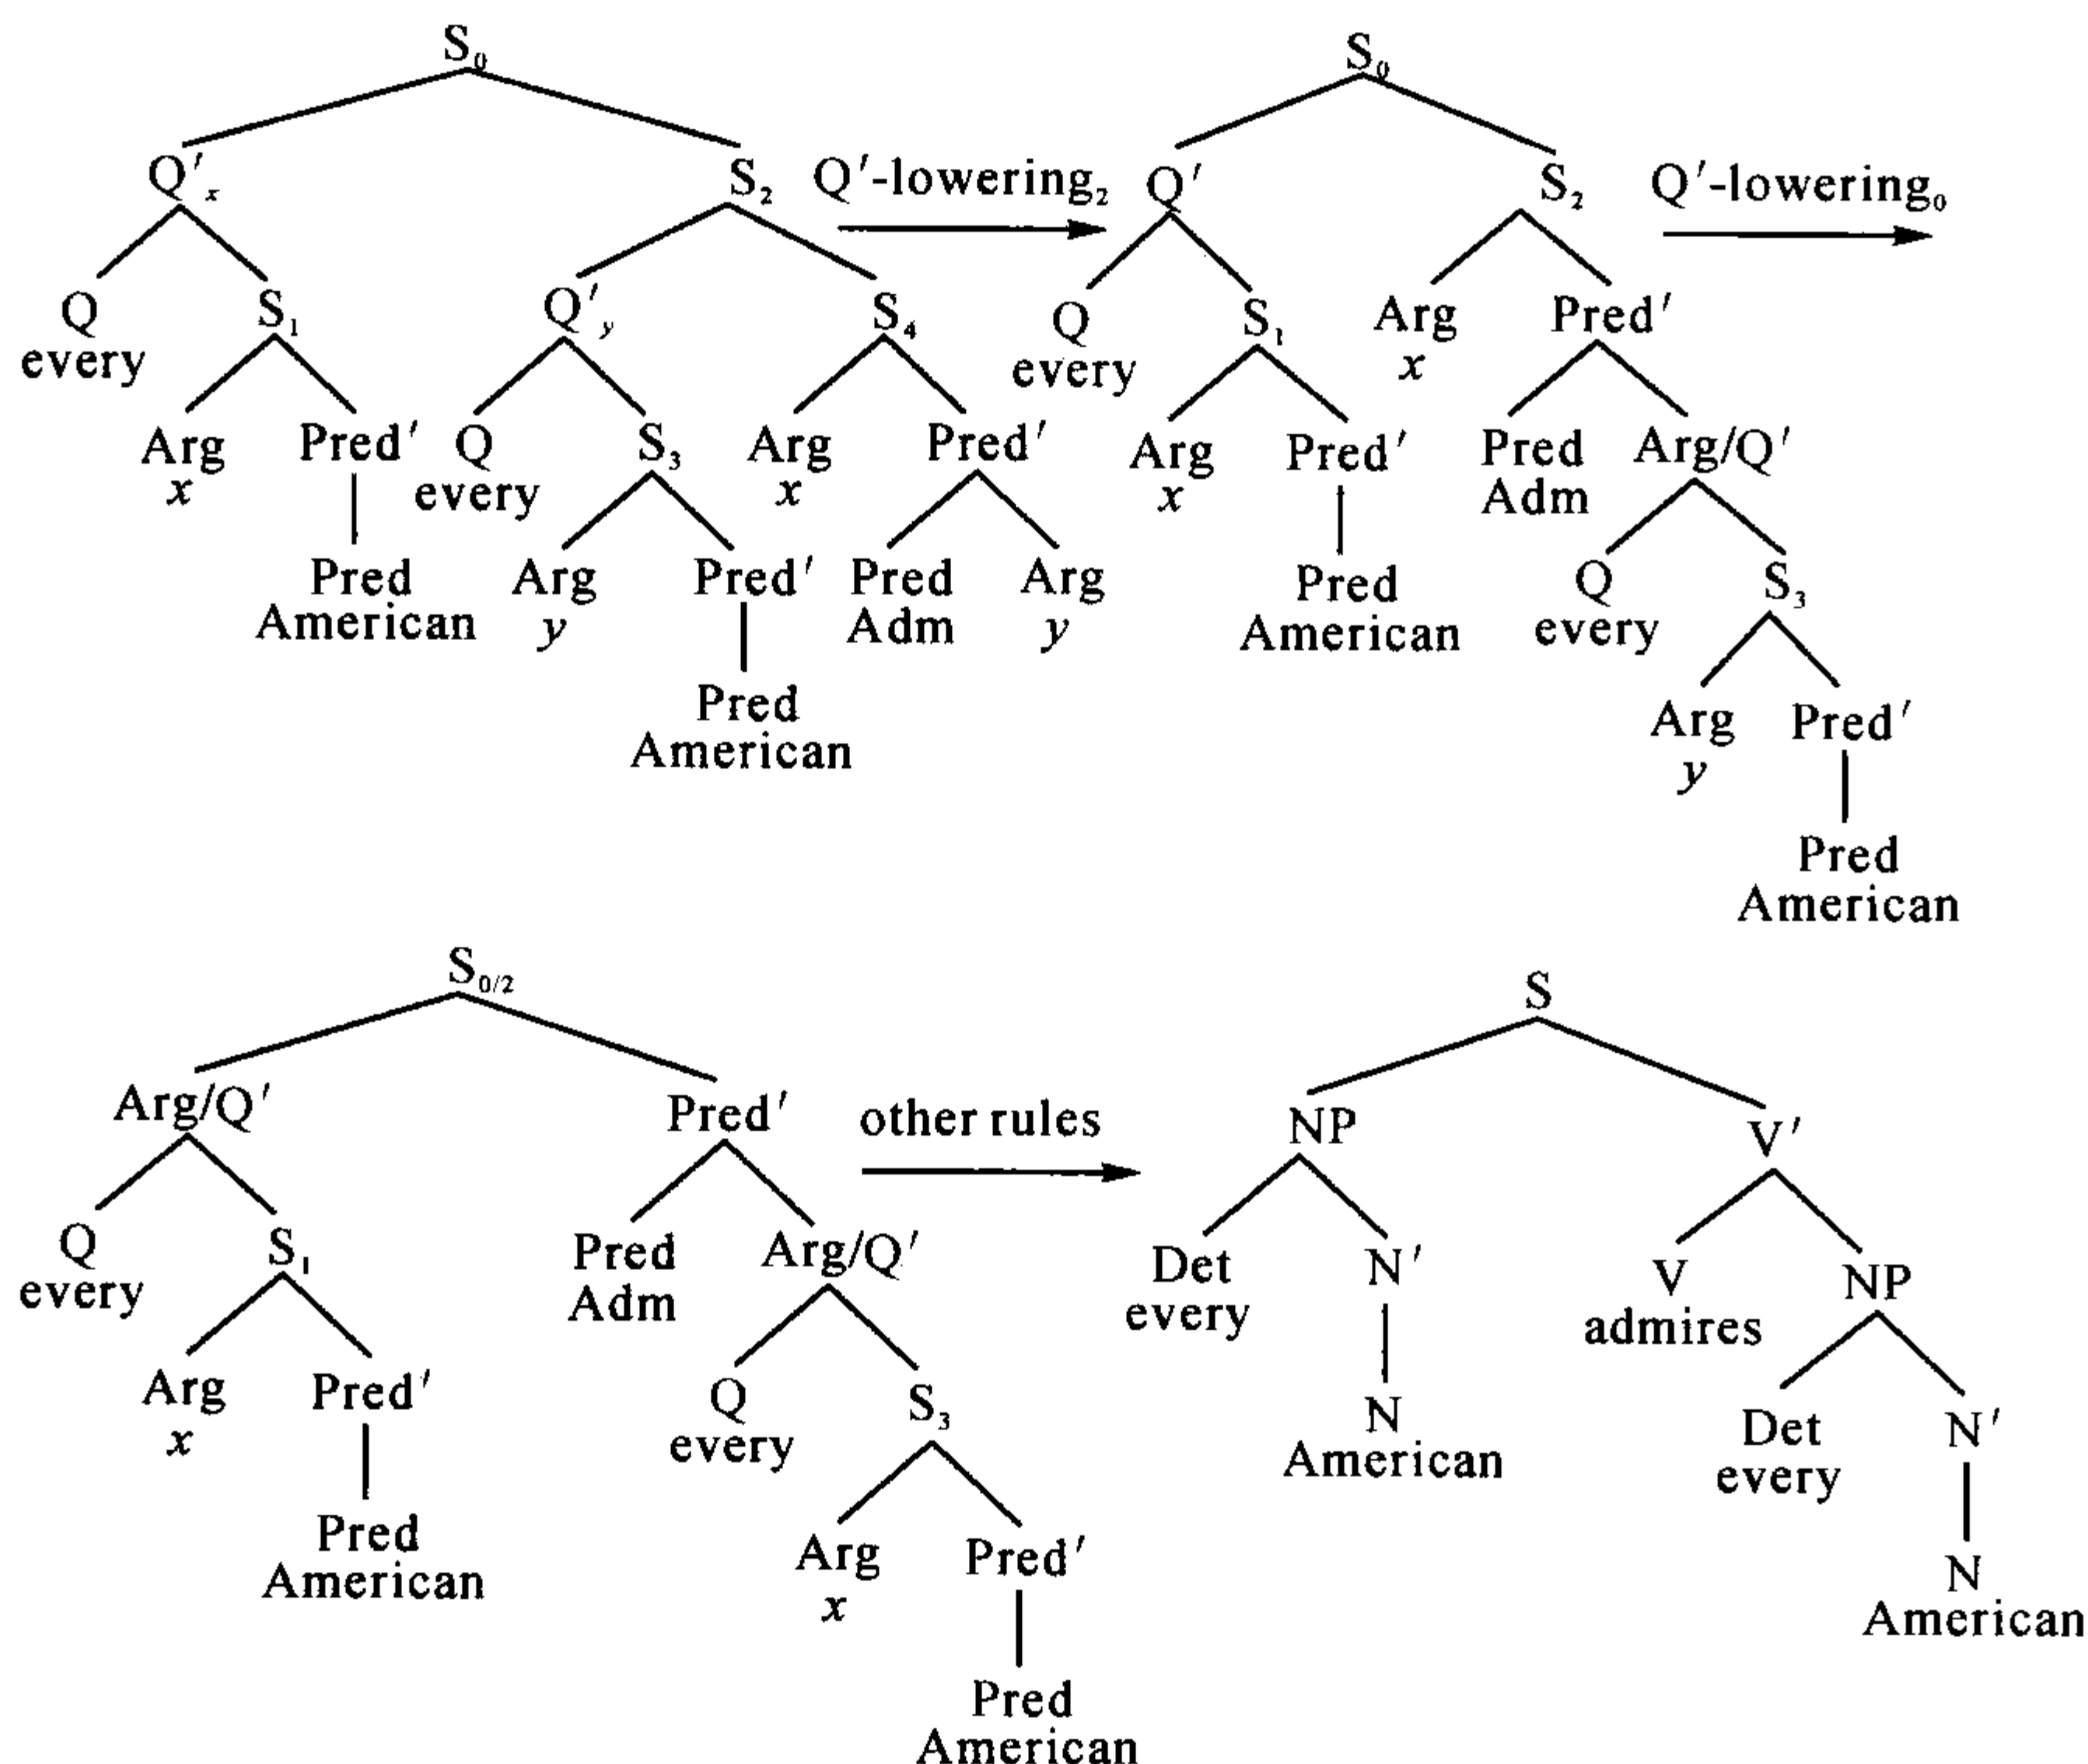 S₀ S₀
Q′ₓ S₂ Q′-lowering₂ Q′ S₂ Q′-lowering₀
Q S₁ Q′ᵧ S₄ Q S₁ Arg Pred′
every every x
Arg Pred′ Q S₃ Arg Pred′ Arg Pred′ Pred Arg/Q′
x every x x Adm
Pred Arg Pred′ Pred Arg Pred Q S₃
American y Adm y American every
Pred Arg Pred′
American y
Pred
American
S₀/₂ S
Arg/Q′ Pred′ other rules NP V′
Q S₁ Pred Arg/Q′ Det N′ V NP
every Adm every admires
Arg Pred′ Q S₃ N Det N′
x every American every
Pred Arg Pred′ N
American x American
Pred
American